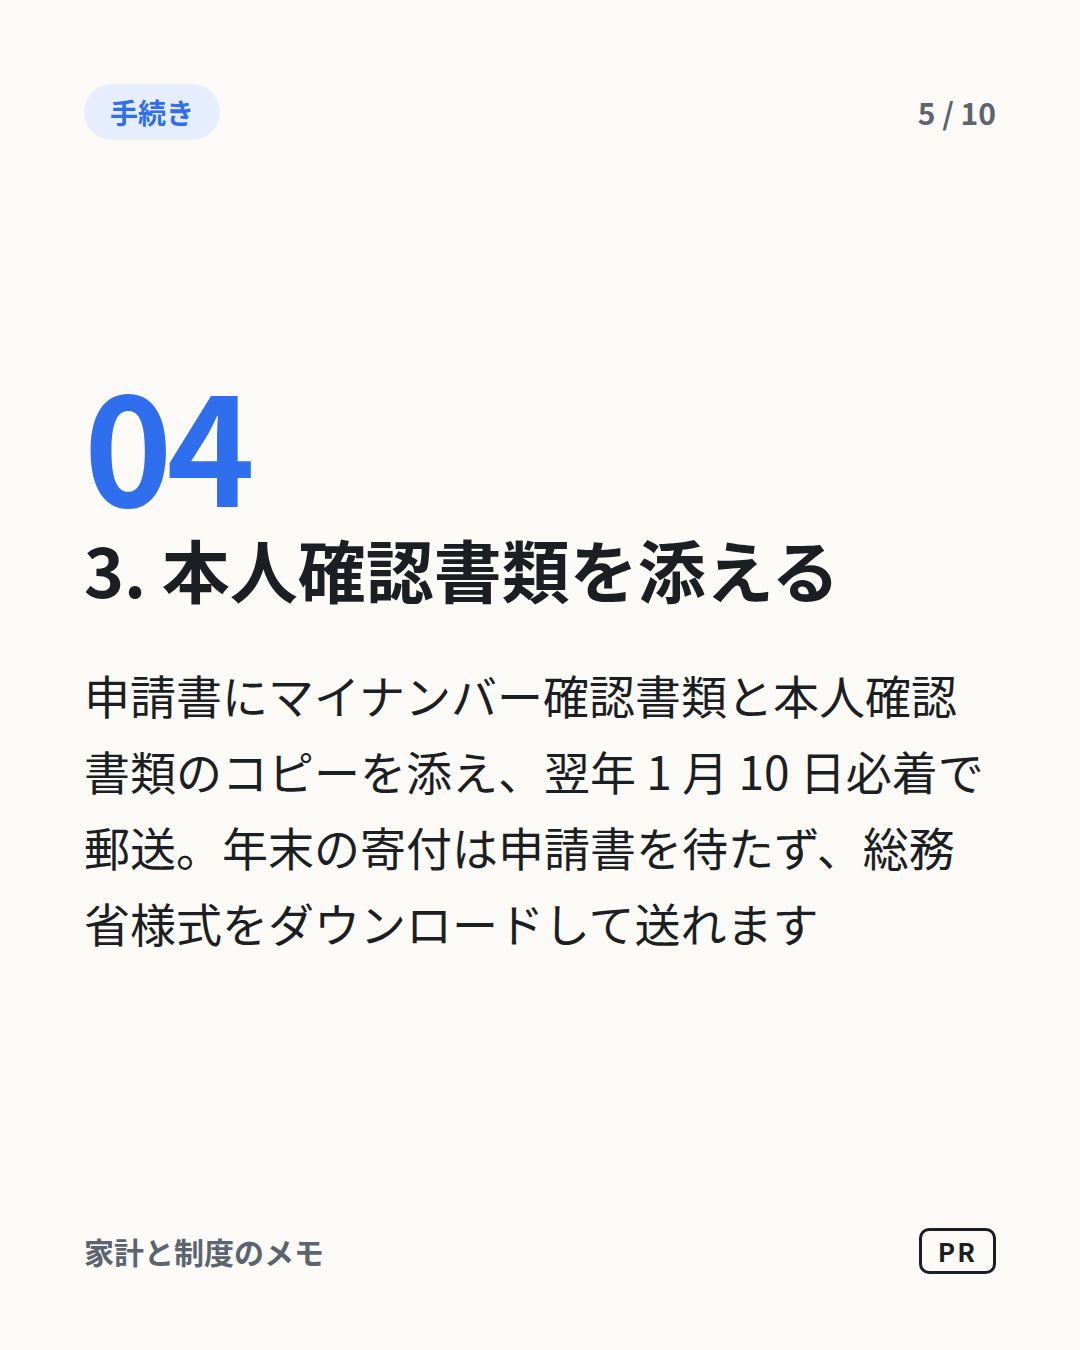 手続き
5 / 10
04
3. 本人確認書類を添える
申請書にマイナンバー確認書類と本人確認
書類のコピーを添え、翌年 1 月 10 日必着で
郵送。年末の寄付は申請書を待たず、総務
省様式をダウンロードして送れます
家計と制度のメモ
PR